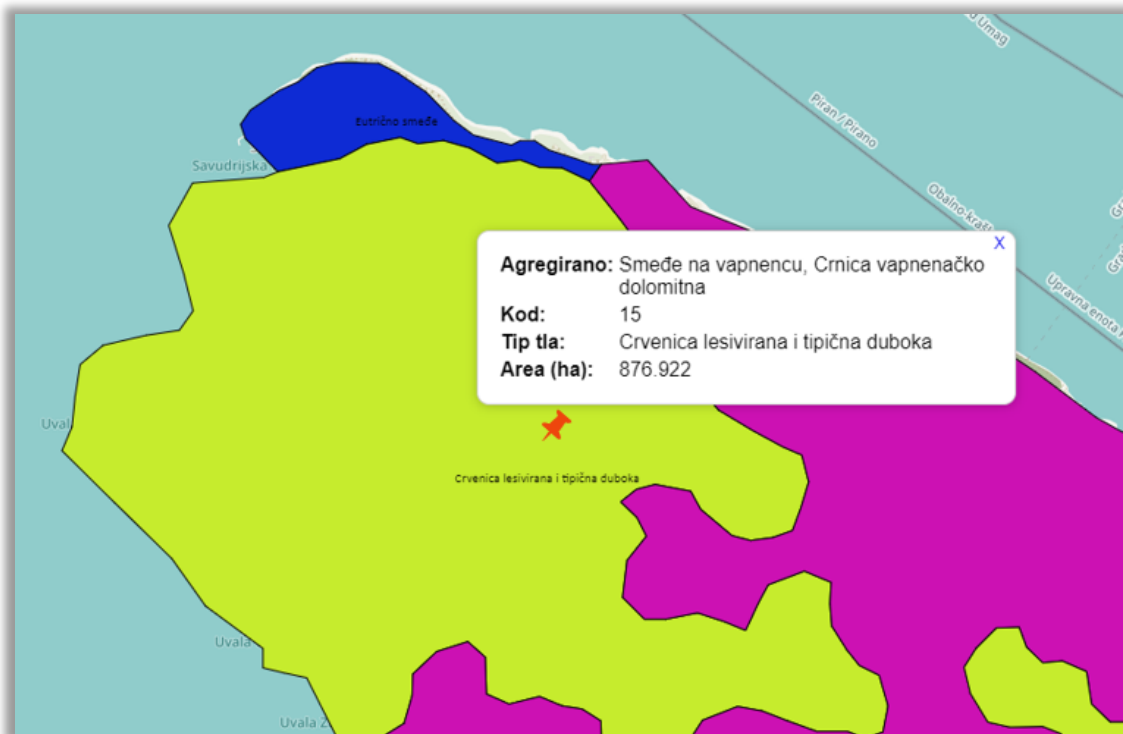 d Umag
Piran / Pirano
Eutrično smeđe
Savudrijska
Obalno-krašk
X
Agregirano: Smeđe na vapnencu, Crnica vapnenačko
dolomitna
Kod: 15
Tip tla: Crvenica lesivirana i tipična duboka
Area (ha): 876.922
Upravna enota
Uval
Crvenica lesivirana i tipična duboka
Uvala
Uvala Z